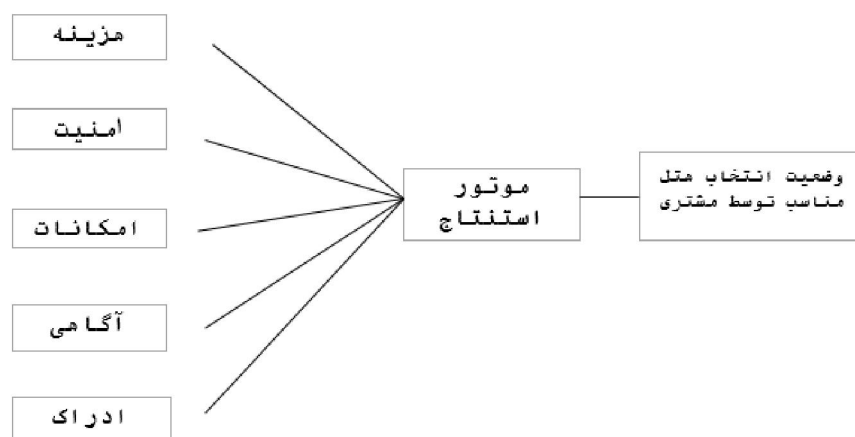 هزینه
امنیت
امکانات
آگاهی
ادراک
موتور
استنتاج
وضعیت انتخاب هتل
مناسب توسط مشتری